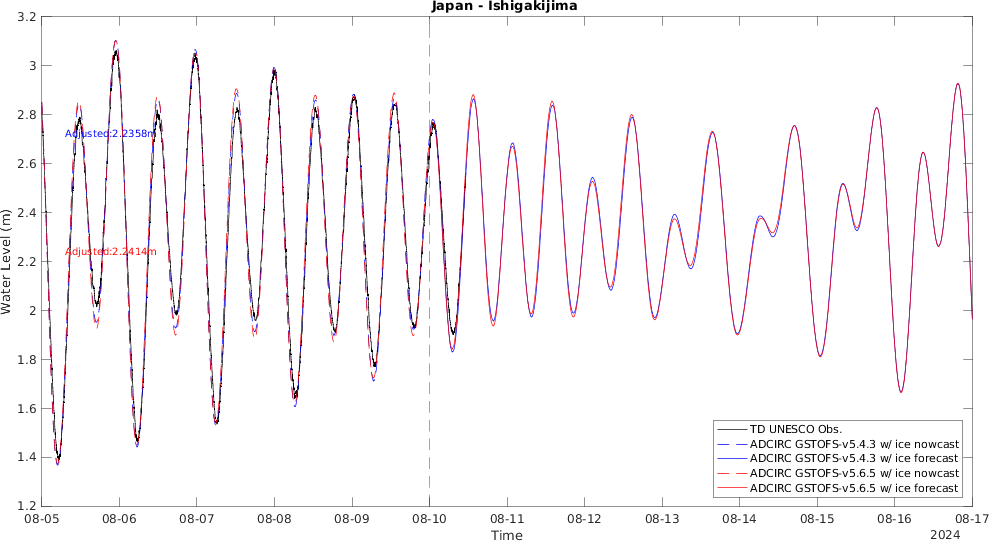 Japan - Ishigakijima
Water Level (m)
3.2
3
2.8
2.6
2.4
2.2
2
1.8
1.6
1.4
1.2
Adjusted:2.2358m
Adjusted:2.2414m
TD UNESCO Obs.
ADCIRC GSTOFS-v5.4.3 w/ ice nowcast
ADCIRC GSTOFS-v5.4.3 w/ ice forecast
ADCIRC GSTOFS-v5.6.5 w/ ice nowcast
ADCIRC GSTOFS-v5.6.5 w/ ice forecast
08-05 08-06 08-07 08-08 08-09 08-10 08-11 08-12 08-13 08-14 08-15 08-16 08-17
Time
2024